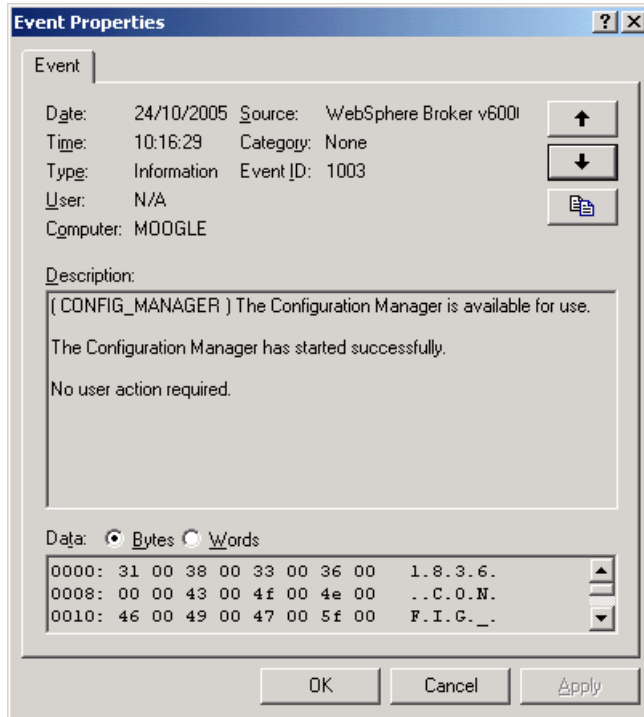 Event Properties
Event
Date: 24/10/2005 Source: WebSphere Broker v600
Time: 10:16:29 Category: None
Type: Information Event ID: 1003
User: N/A
Computer: MOOGLE
Description:
( CONFIG_MANAGER ) The Configuration Manager is available for use.
The Configuration Manager has started successfully.
No user action required.
Data: Bytes Words
0000: 31 00 38 00 33 00 36 00 1.8.3.6.
0008: 00 00 43 00 4f 00 4e 00 ..C.O.N.
0010: 46 00 49 00 47 00 5f 00 F.I.G._.
OK Cancel Apply